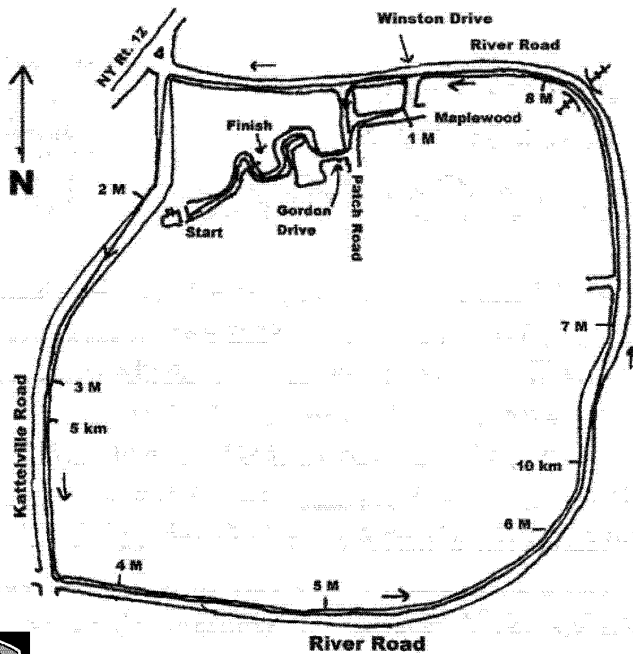 Winston Drive
NY Rt. 12
River Road
8 M
Finish
Maplewood
1 M
N
2 M
Gordon
Drive
Patch Road
Start
7 M
3 M
5 km
Kattelville Road
10 km
6 M
4 M
5 M
River Road